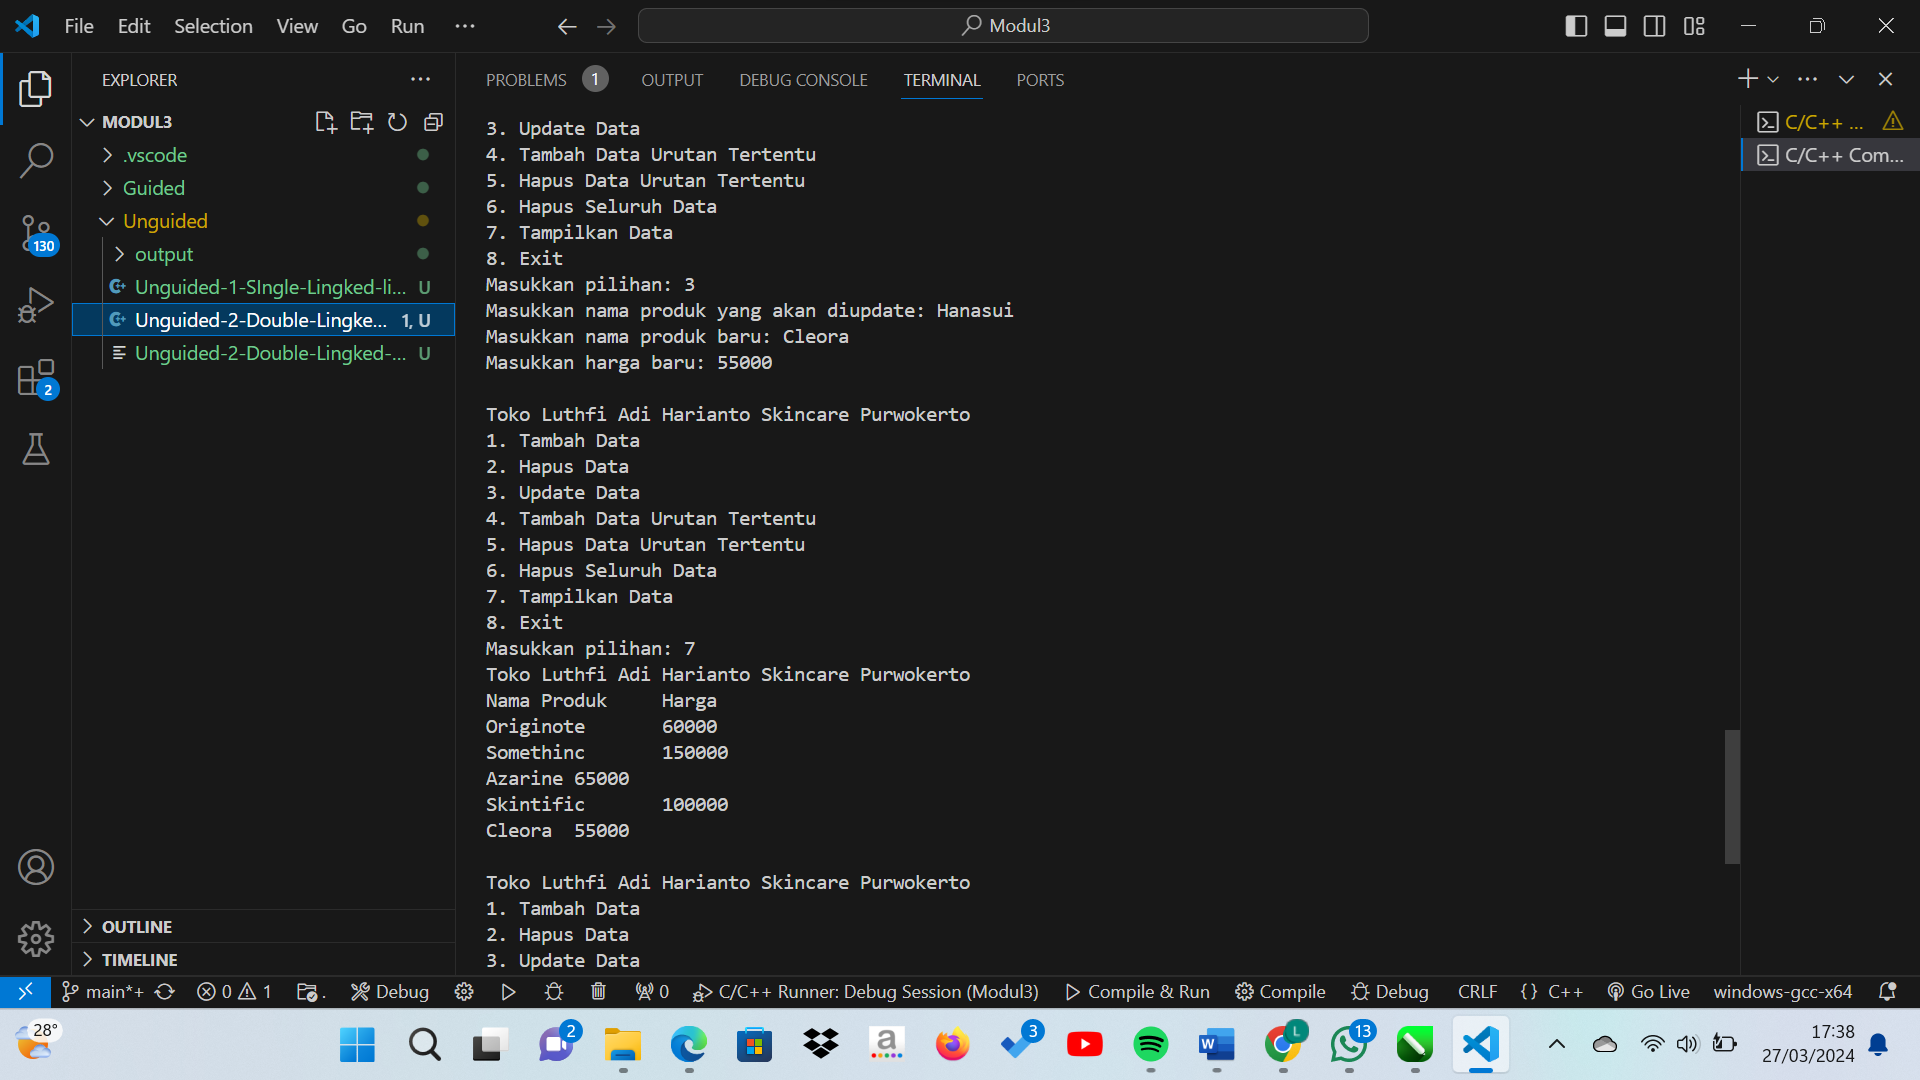 File Edit Selection View Go Run ···
Modul3
EXPLORER
MODUL3
.vscode
Guided
Unguided
output
Unguided-1-SIngle-Lingked-li... U
Unguided-2-Double-Lingke... 1, U
Unguided-2-Double-Lingked-... U
130
2
OUTLINE
TIMELINE
PROBLEMS 1 OUTPUT DEBUG CONSOLE TERMINAL PORTS
3. Update Data
4. Tambah Data Urutan Tertentu
5. Hapus Data Urutan Tertentu
6. Hapus Seluruh Data
7. Tampilkan Data
8. Exit
Masukkan pilihan: 3
Masukkan nama produk yang akan diupdate: Hanasui
Masukkan nama produk baru: Cleora
Masukkan harga baru: 55000
Toko Luthfi Adi Harianto Skincare Purwokerto
1. Tambah Data
2. Hapus Data
3. Update Data
4. Tambah Data Urutan Tertentu
5. Hapus Data Urutan Tertentu
6. Hapus Seluruh Data
7. Tampilkan Data
8. Exit
Masukkan pilihan: 7
Toko Luthfi Adi Harianto Skincare Purwokerto
Nama Produk Harga
Originote 60000
Somethinc 150000
Azarine 65000
Skintific 100000
Cleora 55000
Toko Luthfi Adi Harianto Skincare Purwokerto
1. Tambah Data
2. Hapus Data
3. Update Data
C/C++ ...
C/C++ Com...
main*+ 0 1 . Debug 0 C/C++ Runner: Debug Session (Modul3) Compile & Run Compile Debug CRLF {} C++ Go Live windows-gcc-x64
28° 2 a 3 W L 13 17:38
27/03/2024